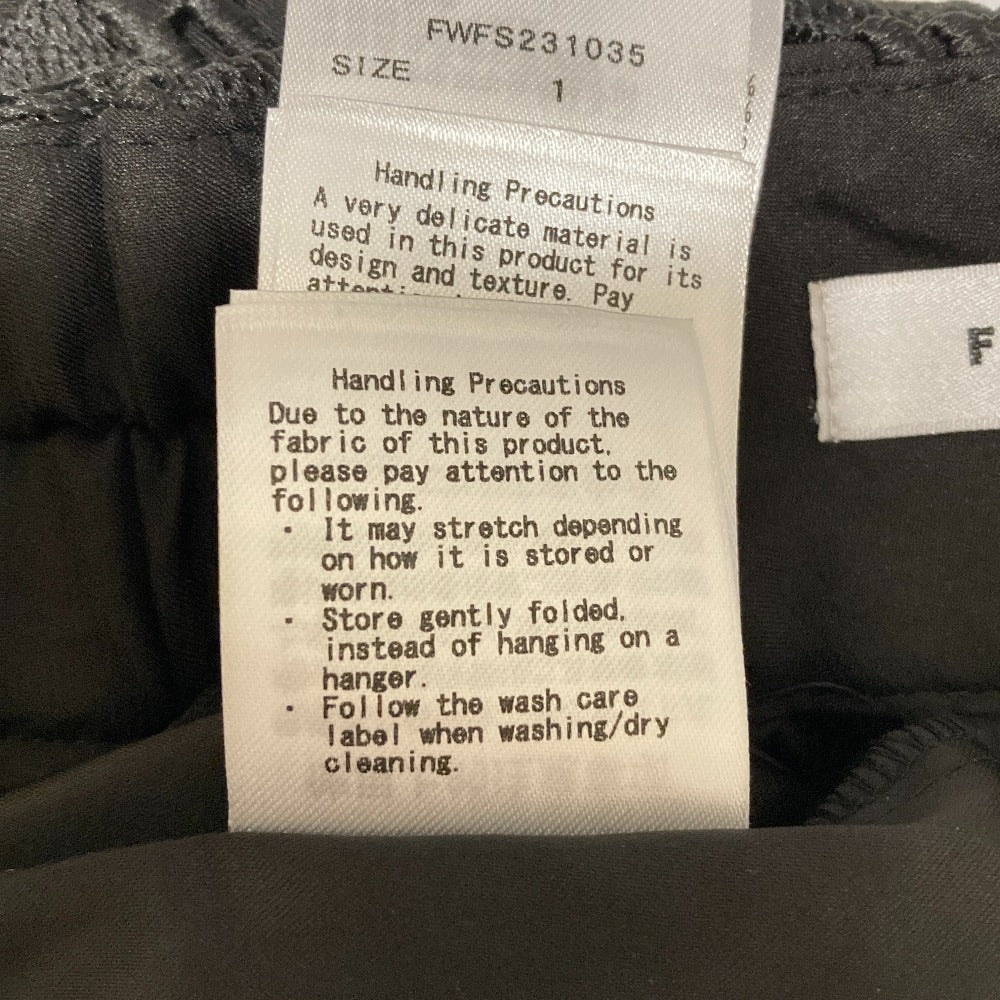 FWFS231035
SIZE 1
Handling Precautions
A very delicate material is
used in this product for its
design and texture. Pay
Handling Precautions
Due to the nature of the
fabric of this product,
please pay attention to the
following.
· It may stretch depending
on how it is stored or
worn.
· Store gently folded,
instead of hanging on a
hanger.
· Follow the wash care
label when washing/dry
cleaning.
F